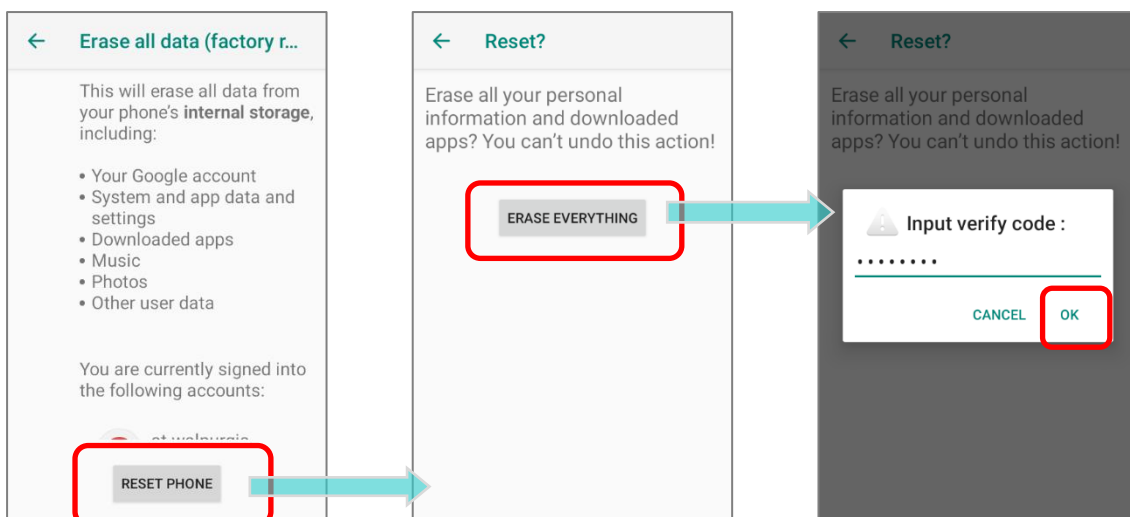 Erase all data (factory r...
This will erase all data from
your phone's internal storage,
including:
• Your Google account
• System and app data and
settings
• Downloaded apps
• Music
• Photos
• Other user data
You are currently signed into
the following accounts:
RESET PHONE
Reset?
Erase all your personal
information and downloaded
apps? You can't undo this action!
ERASE EVERYTHING
Reset?
Erase all your personal
information and downloaded
apps? You can't undo this action!
Input verify code :
CANCEL OK